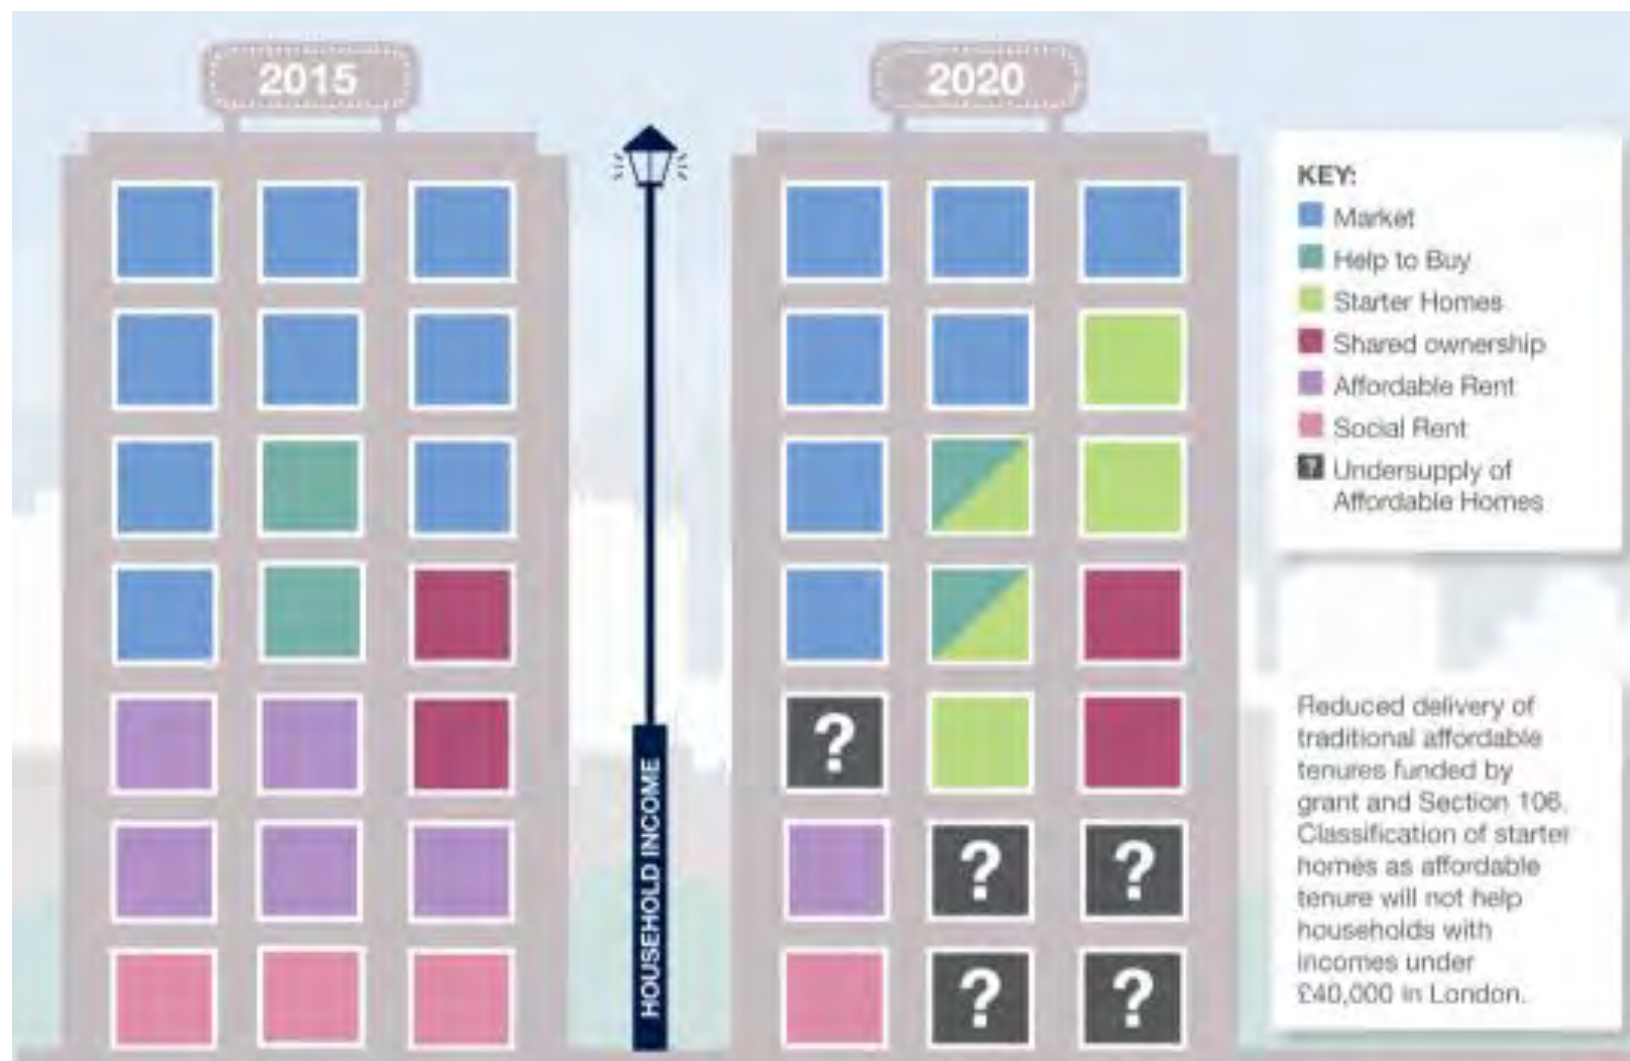 2015
2020
KEY:
Market
Help to Buy
Starter Homes
Shared ownership
Affordable Rent
Social Rent
? Undersupply of
Affordable Homes
HOUSEHOLD INCOME
?
? ?
? ?
Reduced delivery of
traditional affordable
tenures funded by
grant and Section 106.
Classification of starter
homes as affordable
tenure will not help
households with
incomes under
£40,000 in London.